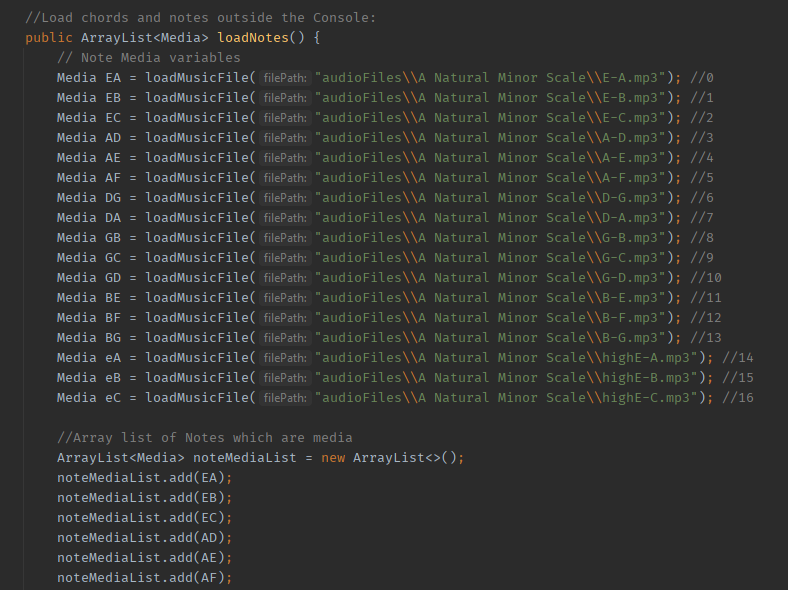 //Load chords and notes outside the Console:
public ArrayList<Media> loadNotes() {
// Note Media variables
Media EA = loadMusicFile( filePath: "audioFiles\\A Natural Minor Scale\\E-A.mp3"); //0
Media EB = loadMusicFile( filePath: "audioFiles\\A Natural Minor Scale\\E-B.mp3"); //1
Media EC = loadMusicFile( filePath: "audioFiles\\A Natural Minor Scale\\E-C.mp3"); //2
Media AD = loadMusicFile( filePath: "audioFiles\\A Natural Minor Scale\\A-D.mp3"); //3
Media AE = loadMusicFile( filePath: "audioFiles\\A Natural Minor Scale\\A-E.mp3"); //4
Media AF = loadMusicFile( filePath: "audioFiles\\A Natural Minor Scale\\A-F.mp3"); //5
Media DG = loadMusicFile( filePath: "audioFiles\\A Natural Minor Scale\\D-G.mp3"); //6
Media DA = loadMusicFile( filePath: "audioFiles\\A Natural Minor Scale\\D-A.mp3"); //7
Media GB = loadMusicFile( filePath: "audioFiles\\A Natural Minor Scale\\G-B.mp3"); //8
Media GC = loadMusicFile( filePath: "audioFiles\\A Natural Minor Scale\\G-C.mp3"); //9
Media GD = loadMusicFile( filePath: "audioFiles\\A Natural Minor Scale\\G-D.mp3"); //10
Media BE = loadMusicFile( filePath: "audioFiles\\A Natural Minor Scale\\B-E.mp3"); //11
Media BF = loadMusicFile( filePath: "audioFiles\\A Natural Minor Scale\\B-F.mp3"); //12
Media BG = loadMusicFile( filePath: "audioFiles\\A Natural Minor Scale\\B-G.mp3"); //13
Media eA = loadMusicFile( filePath: "audioFiles\\A Natural Minor Scale\\highE-A.mp3"); //14
Media eB = loadMusicFile( filePath: "audioFiles\\A Natural Minor Scale\\highE-B.mp3"); //15
Media eC = loadMusicFile( filePath: "audioFiles\\A Natural Minor Scale\\highE-C.mp3"); //16
//Array list of Notes which are media
ArrayList<Media> noteMediaList = new ArrayList<>();
noteMediaList.add(EA);
noteMediaList.add(EB);
noteMediaList.add(EC);
noteMediaList.add(AD);
noteMediaList.add(AE);
noteMediaList.add(AF);